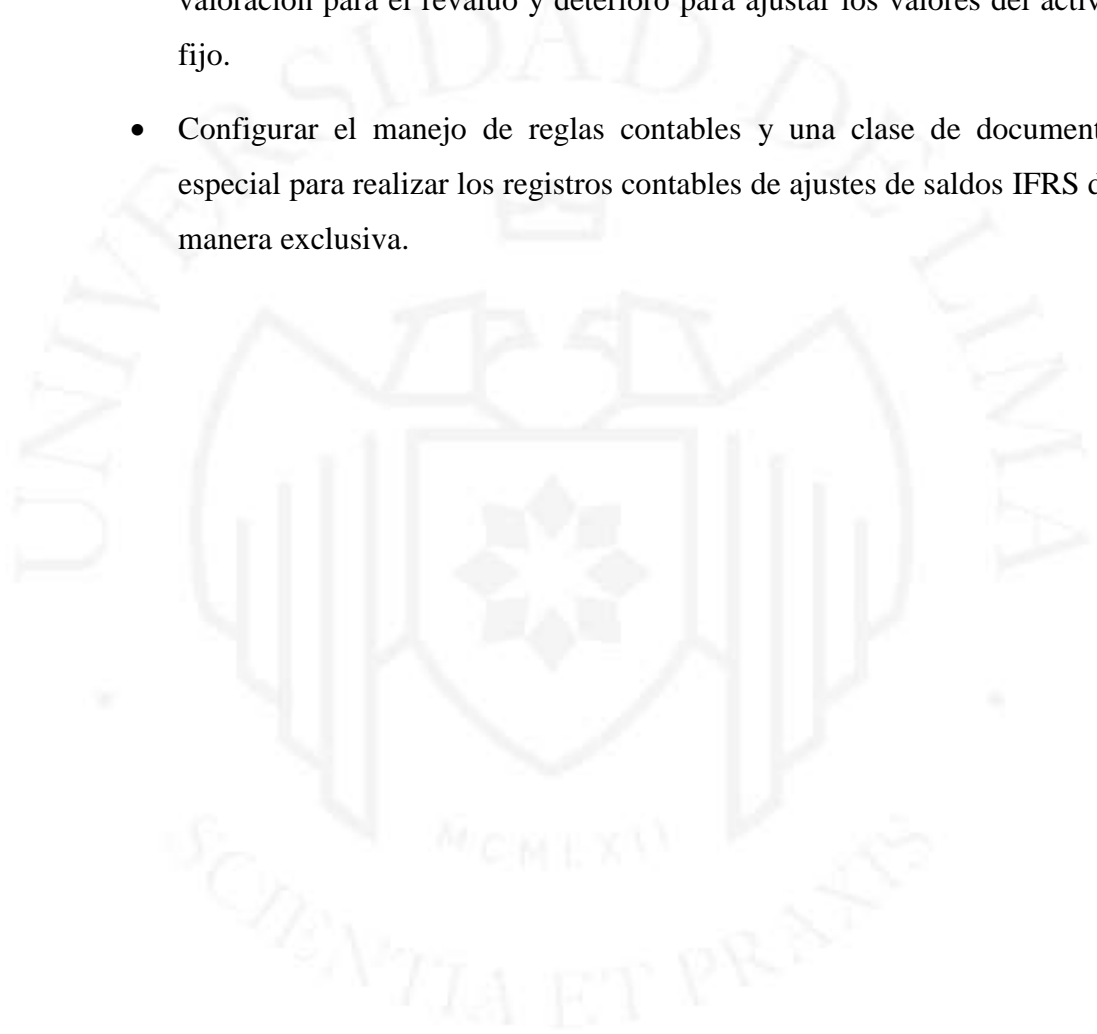 valoración para el revalúo y deterioro para ajustar los valores del activ
fijo.
• Configurar el manejo de reglas contables y una clase de document
especial para realizar los registros contables de ajustes de saldos IFRS d
manera exclusiva.
UNIVERSIDAD DE LIMA
MCMLXII
SCIENTIA ET PRAXIS